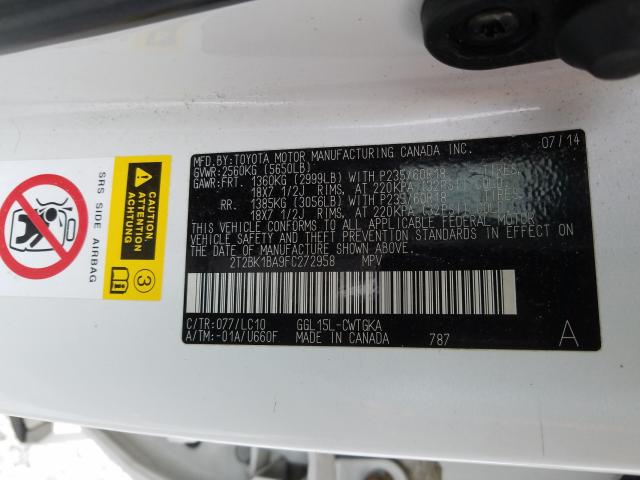 MFD.BY:TOYOTA MOTOR MANUFACTURING CANADA INC. 07/14
GVWR:2560KG (5650LB)
GAWR:FRT. 1360KG (2999LB) WITH P235/60R18 TIRES,
18X7 1/2J RIMS, AT 220KPA
RR. 1385KG (3056LB) WITH P235/60R18
18X7 1/2J RIMS, AT 220KPA
THIS VEHICLE CONFORMS TO ALL APPLICABLE FEDERAL MOTOR
VEHICLE SAFETY AND THEFT PREVENTION STANDARDS IN EFFECT ON
THE DATE OF MANUFACTURE SHOWN ABOVE.
2T2BK1BA9FC272958 MPV
C/TR:077/LC10 GGL15L-CWTGKA
A/TM:-01A/U660F MADE IN CANADA 787 A
SRS SIDE AIRBAG
CAUTION
ACHTUNG
ATTENTION
3